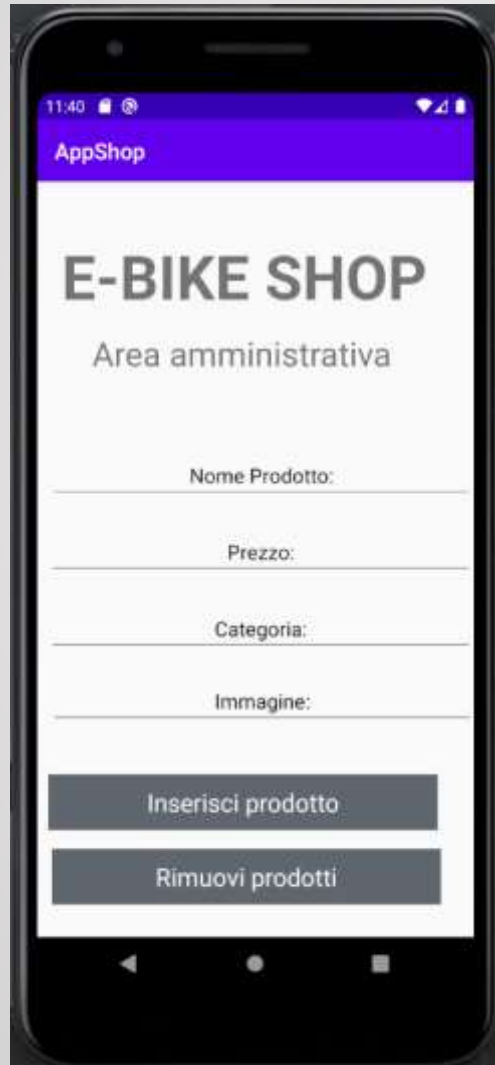 11:40
AppShop
E-BIKE SHOP
Area amministrativa
Nome Prodotto:
Prezzo:
Categoria:
Immagine:
Inserisci prodotto
Rimuovi prodotti